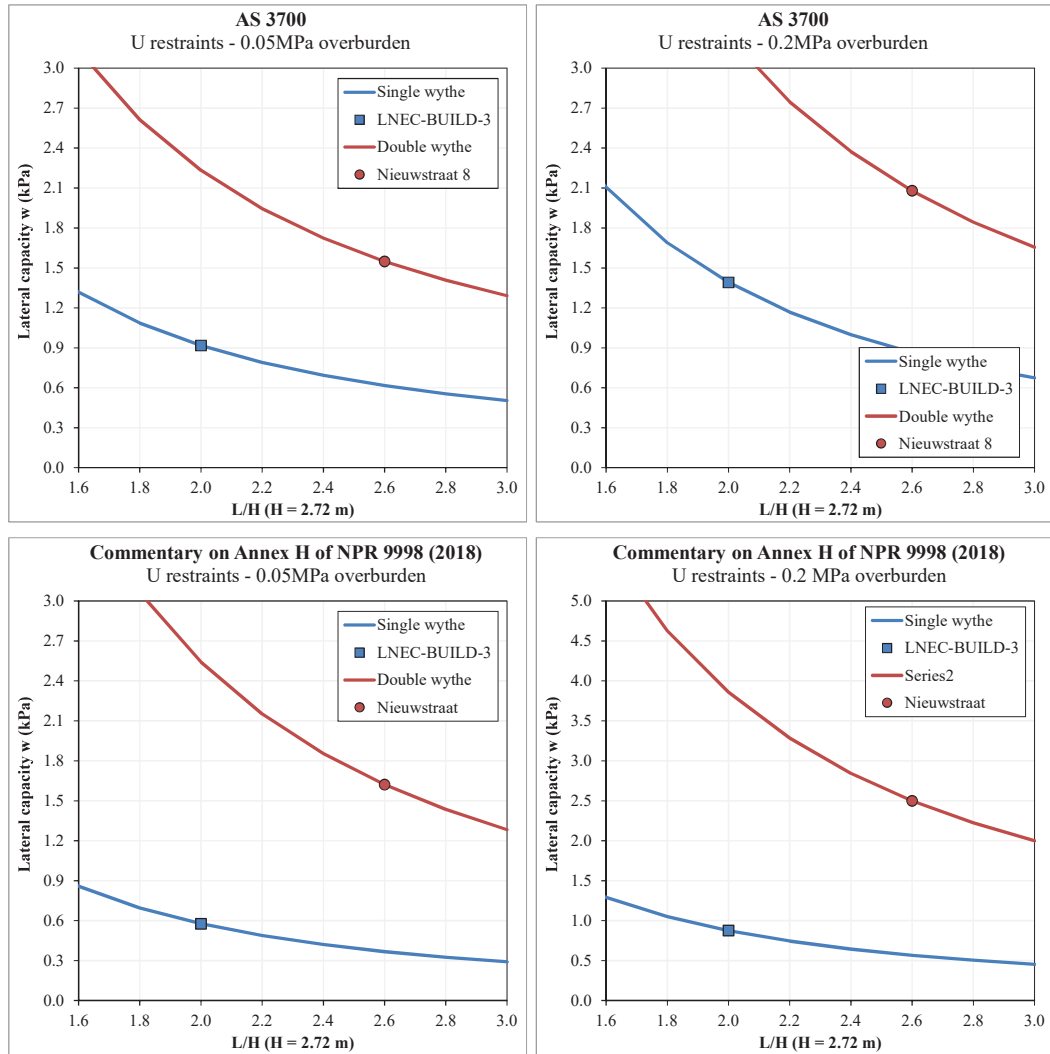 AS 3700
U restraints - 0.05MPa overburden
Lateral capacity w (kPa)
3.0
2.7
2.4
2.1
1.8
1.5
1.2
0.9
0.6
0.3
0.0
Single wythe
LNEC-BUILD-3
Double wythe
Nieuwstraat 8
1.6 1.8 2.0 2.2 2.4 2.6 2.8 3.0
L/H (H = 2.72 m)
AS 3700
U restraints - 0.2MPa overburden
Lateral capacity w (kPa)
3.0
2.7
2.4
2.1
1.8
1.5
1.2
0.9
0.6
0.3
0.0
Single wythe
LNEC-BUILD-3
Double wythe
Nieuwstraat 8
1.6 1.8 2.0 2.2 2.4 2.6 2.8 3.0
L/H (H = 2.72 m)
Commentary on Annex H of NPR 9998 (2018)
U restraints - 0.05MPa overburden
Lateral capacity w (kPa)
3.0
2.7
2.4
2.1
1.8
1.5
1.2
0.9
0.6
0.3
0.0
Single wythe
LNEC-BUILD-3
Double wythe
Nieuwstraat
1.6 1.8 2.0 2.2 2.4 2.6 2.8 3.0
L/H (H = 2.72 m)
Commentary on Annex H of NPR 9998 (2018)
U restraints - 0.2 MPa overburden
Lateral capacity w (kPa)
5.0
4.5
4.0
3.5
3.0
2.5
2.0
1.5
1.0
0.5
0.0
Single wythe
LNEC-BUILD-3
Series2
Nieuwstraat
1.6 1.8 2.0 2.2 2.4 2.6 2.8 3.0
L/H (H = 2.72 m)